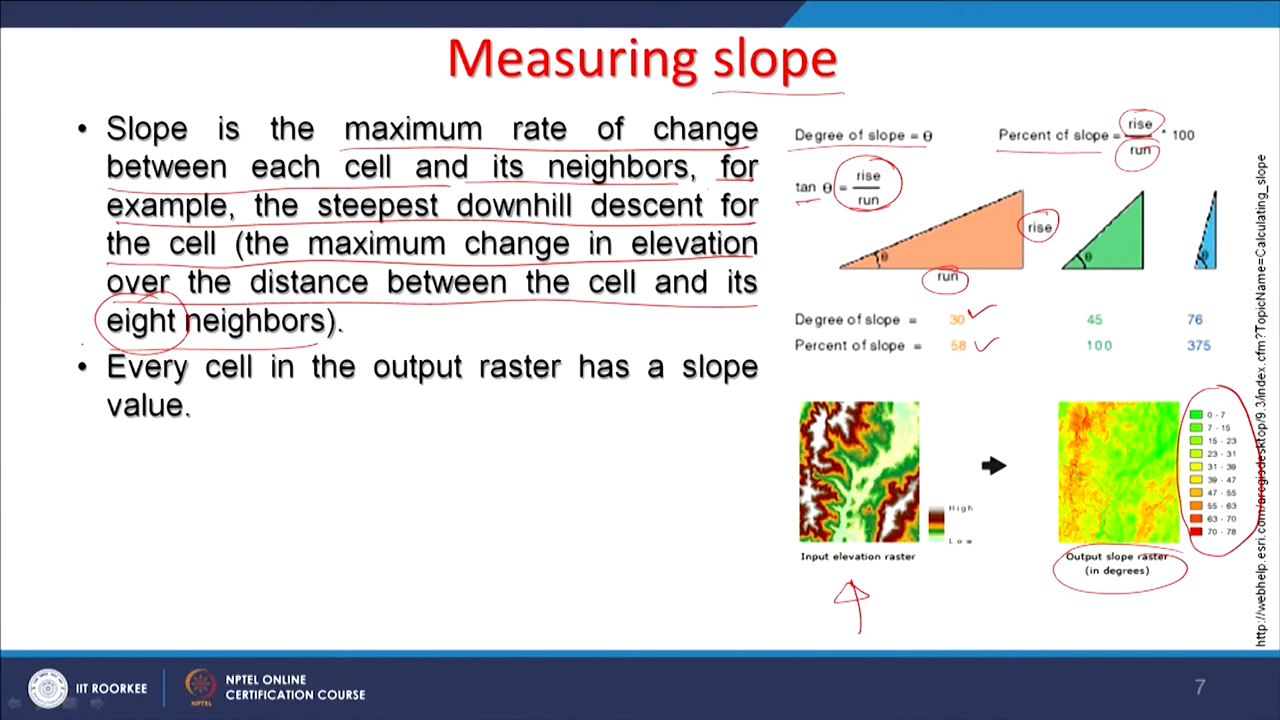 Measuring slope
• Slope is the maximum rate of change
between each cell and its neighbors, for
example, the steepest downhill descent for
the cell (the maximum change in elevation
over the distance between the cell and its
eight neighbors).
• Every cell in the output raster has a slope
value.
Degree of slope = θ
tan θ = rise
run
Percent of slope = rise * 100
run
θ
rise
run
θ
θ
Degree of slope = 30 45 76
Percent of slope = 58 100 375
High
Low
Input elevation raster
Output slope raster
(in degrees)
0 - 7
7 - 15
15 - 23
23 - 31
31 - 39
39 - 47
47 - 55
55 - 63
63 - 70
70 - 78
http://webhelp.esri.com/arcgisdesktop/9.3/index.cfm?TopicName=Calculating_slope
IIT ROORKEE
NPTEL
NPTEL ONLINE
CERTIFICATION COURSE
7